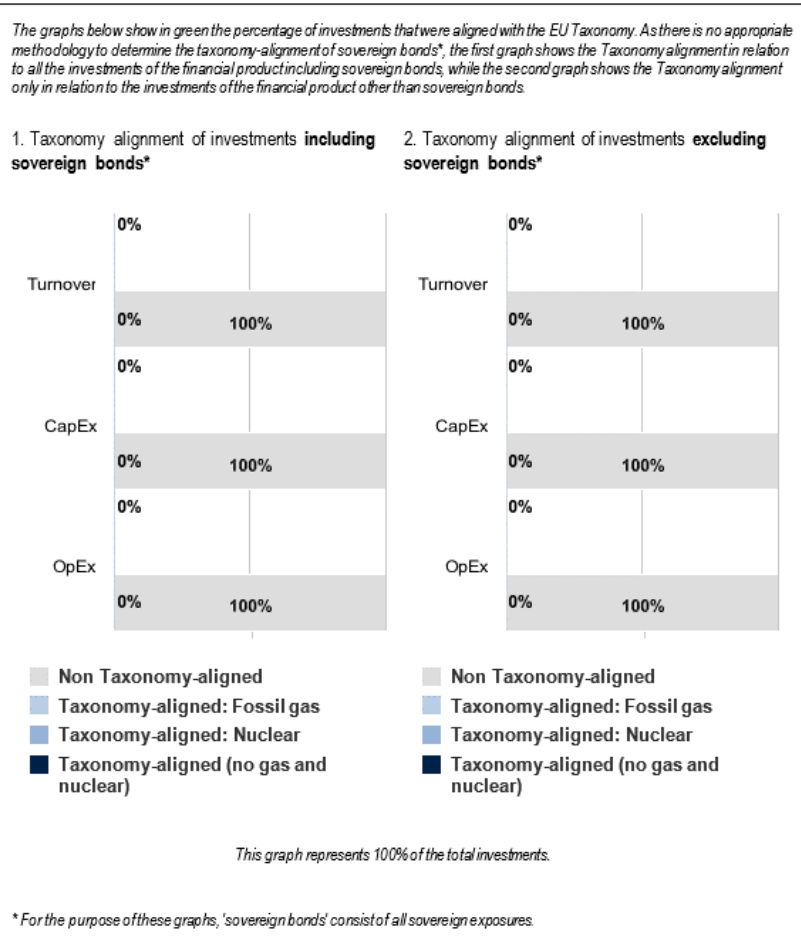 The graphs below show in green the percentage of investments that were aligned with the EU Taxonomy. As there is no appropriate
methodology to determine the taxonomy-alignment of sovereign bonds*, the first graph shows the Taxonomy alignment in relation
to all the investments of the financial product including sovereign bonds, while the second graph shows the Taxonomy alignment
only in relation to the investments of the financial product other than sovereign bonds.
1. Taxonomy alignment of investments including
sovereign bonds*
0%
Turnover
0% 100%
0%
CapEx
0% 100%
0%
OpEx
0% 100%
Non Taxonomy-aligned
Taxonomy-aligned: Fossil gas
Taxonomy-aligned: Nuclear
Taxonomy-aligned (no gas and
nuclear)
2. Taxonomy alignment of investments excluding
sovereign bonds*
0%
Turnover
0% 100%
0%
CapEx
0% 100%
0%
OpEx
0% 100%
Non Taxonomy-aligned
Taxonomy-aligned: Fossil gas
Taxonomy-aligned: Nuclear
Taxonomy-aligned (no gas and
nuclear)
This graph represents 100% of the total investments.
* For the purpose of these graphs, 'sovereign bonds' consist of all sovereign exposures.